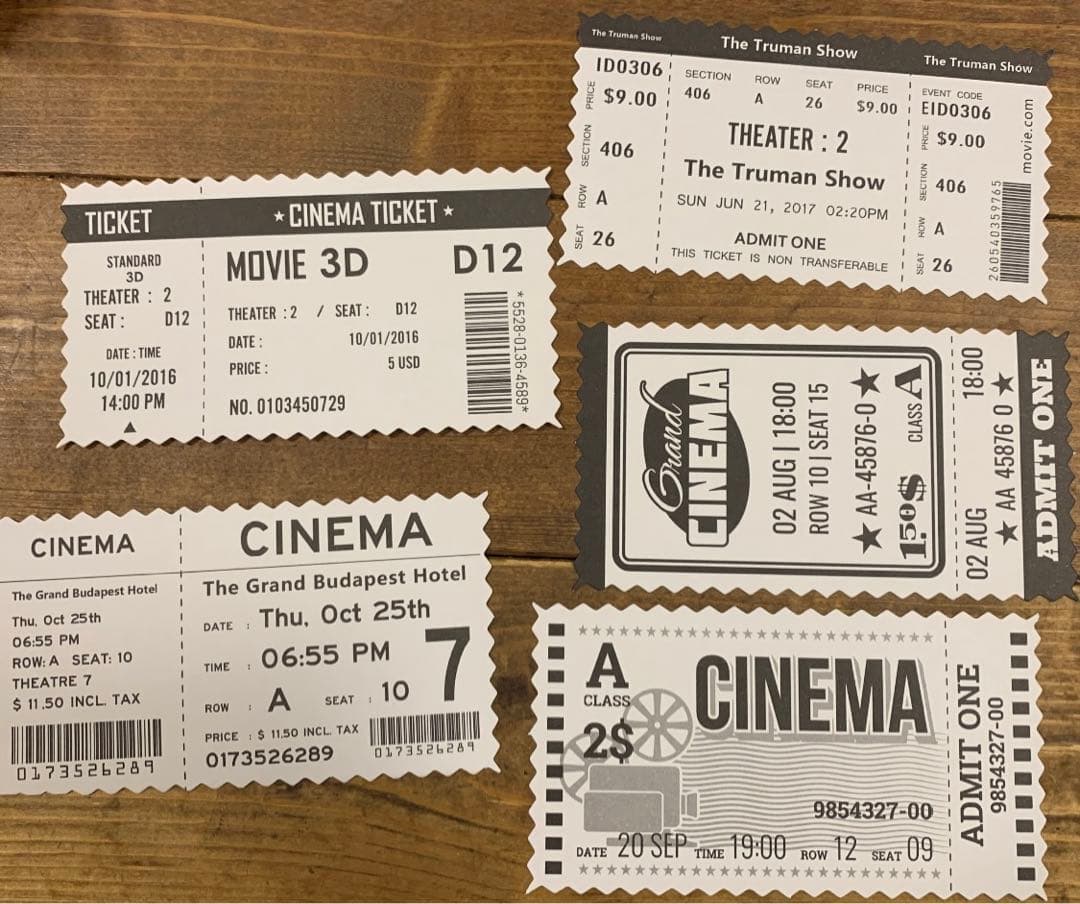 The Truman Show
ID0306
PRICE $9.00
SECTION 406
ROW A
SEAT 26
The Truman Show
SECTION ROW SEAT PRICE
406 A 26 $9.00
THEATER : 2
The Truman Show
SUN JUN 21, 2017 02:20PM
ADMIT ONE
THIS TICKET IS NON TRANSFERABLE
The Truman Show
EVENT CODE
EID0306
PRICE $9.00
SECTION 406
ROW A
SEAT 26
2605403359765
movie.com
TICKET
STANDARD
3D
THEATER : 2
SEAT : D12
DATE : TIME
10/01/2016
14:00 PM
★ CINEMA TICKET ★
MOVIE 3D D12
THEATER : 2 / SEAT : D12
DATE : 10/01/2016
PRICE : 5 USD
NO. 0103450729
*5528-0136-4589*
Grand
CINEMA
02 AUG | 18:00
ROW 10 | SEAT 15
★ AA-45876-0 ★
1.50$ CLASS A
02 AUG 18:00
★ AA 45876 0 ★
ADMIT ONE
CINEMA
The Grand Budapest Hotel
Thu, Oct 25th
06:55 PM
ROW: A SEAT: 10
THEATRE 7
$ 11.50 INCL. TAX
0173526289
CINEMA
The Grand Budapest Hotel
DATE : Thu, Oct 25th
TIME : 06:55 PM
7
ROW : A SEAT : 10
PRICE : $ 11.50 INCL. TAX
0173526289
0173526289
A
CLASS
2$
CINEMA
9854327-00
DATE 20 SEP TIME 19:00 ROW 12 SEAT 09
ADMIT ONE
9854327-00